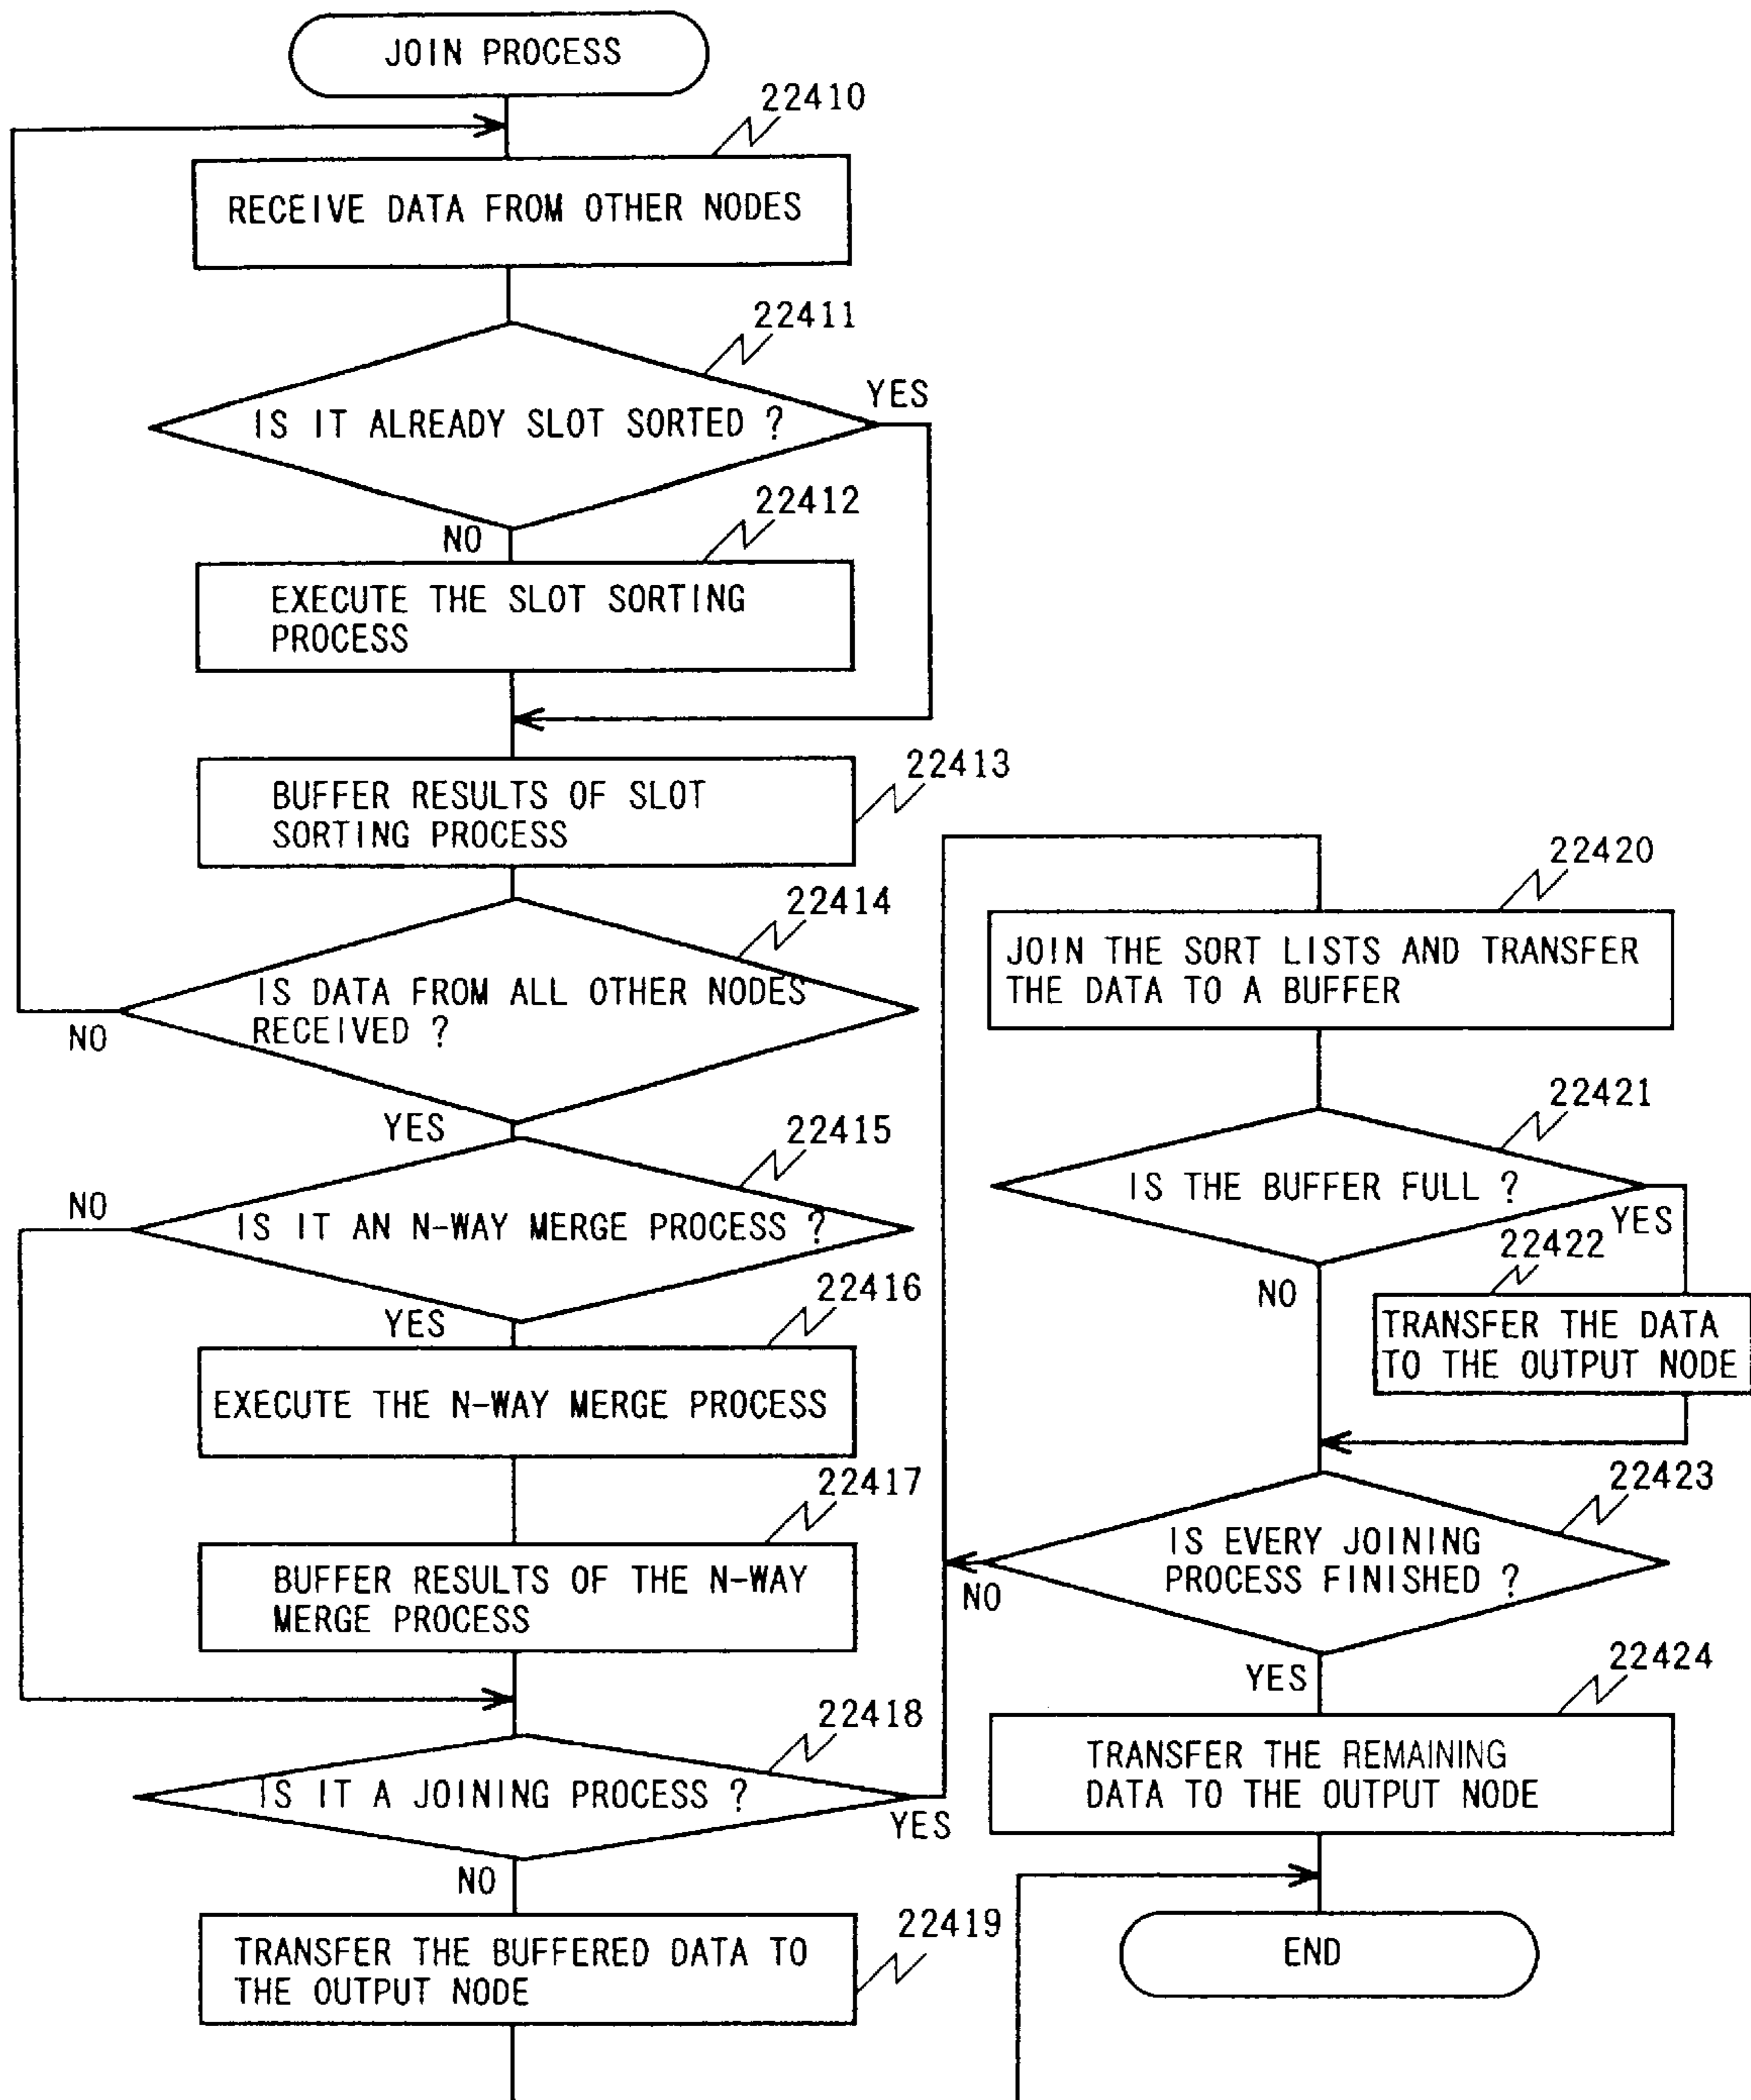 JOIN PROCESS
22410
RECEIVE DATA FROM OTHER NODES
22411
IS IT ALREADY SLOT SORTED ?
YES
NO
22412
EXECUTE THE SLOT SORTING
PROCESS
22413
BUFFER RESULTS OF SLOT
SORTING PROCESS
22414
IS DATA FROM ALL OTHER NODES
RECEIVED ?
NO
YES
22415
IS IT AN N-WAY MERGE PROCESS ?
NO
YES
22416
EXECUTE THE N-WAY MERGE PROCESS
22417
BUFFER RESULTS OF THE N-WAY
MERGE PROCESS
22418
IS IT A JOINING PROCESS ?
YES
NO
22419
TRANSFER THE BUFFERED DATA TO
THE OUTPUT NODE
22420
JOIN THE SORT LISTS AND TRANSFER
THE DATA TO A BUFFER
22421
IS THE BUFFER FULL ?
YES
NO
22422
TRANSFER THE DATA
TO THE OUTPUT NODE
22423
IS EVERY JOINING
PROCESS FINISHED ?
NO
YES
22424
TRANSFER THE REMAINING
DATA TO THE OUTPUT NODE
END